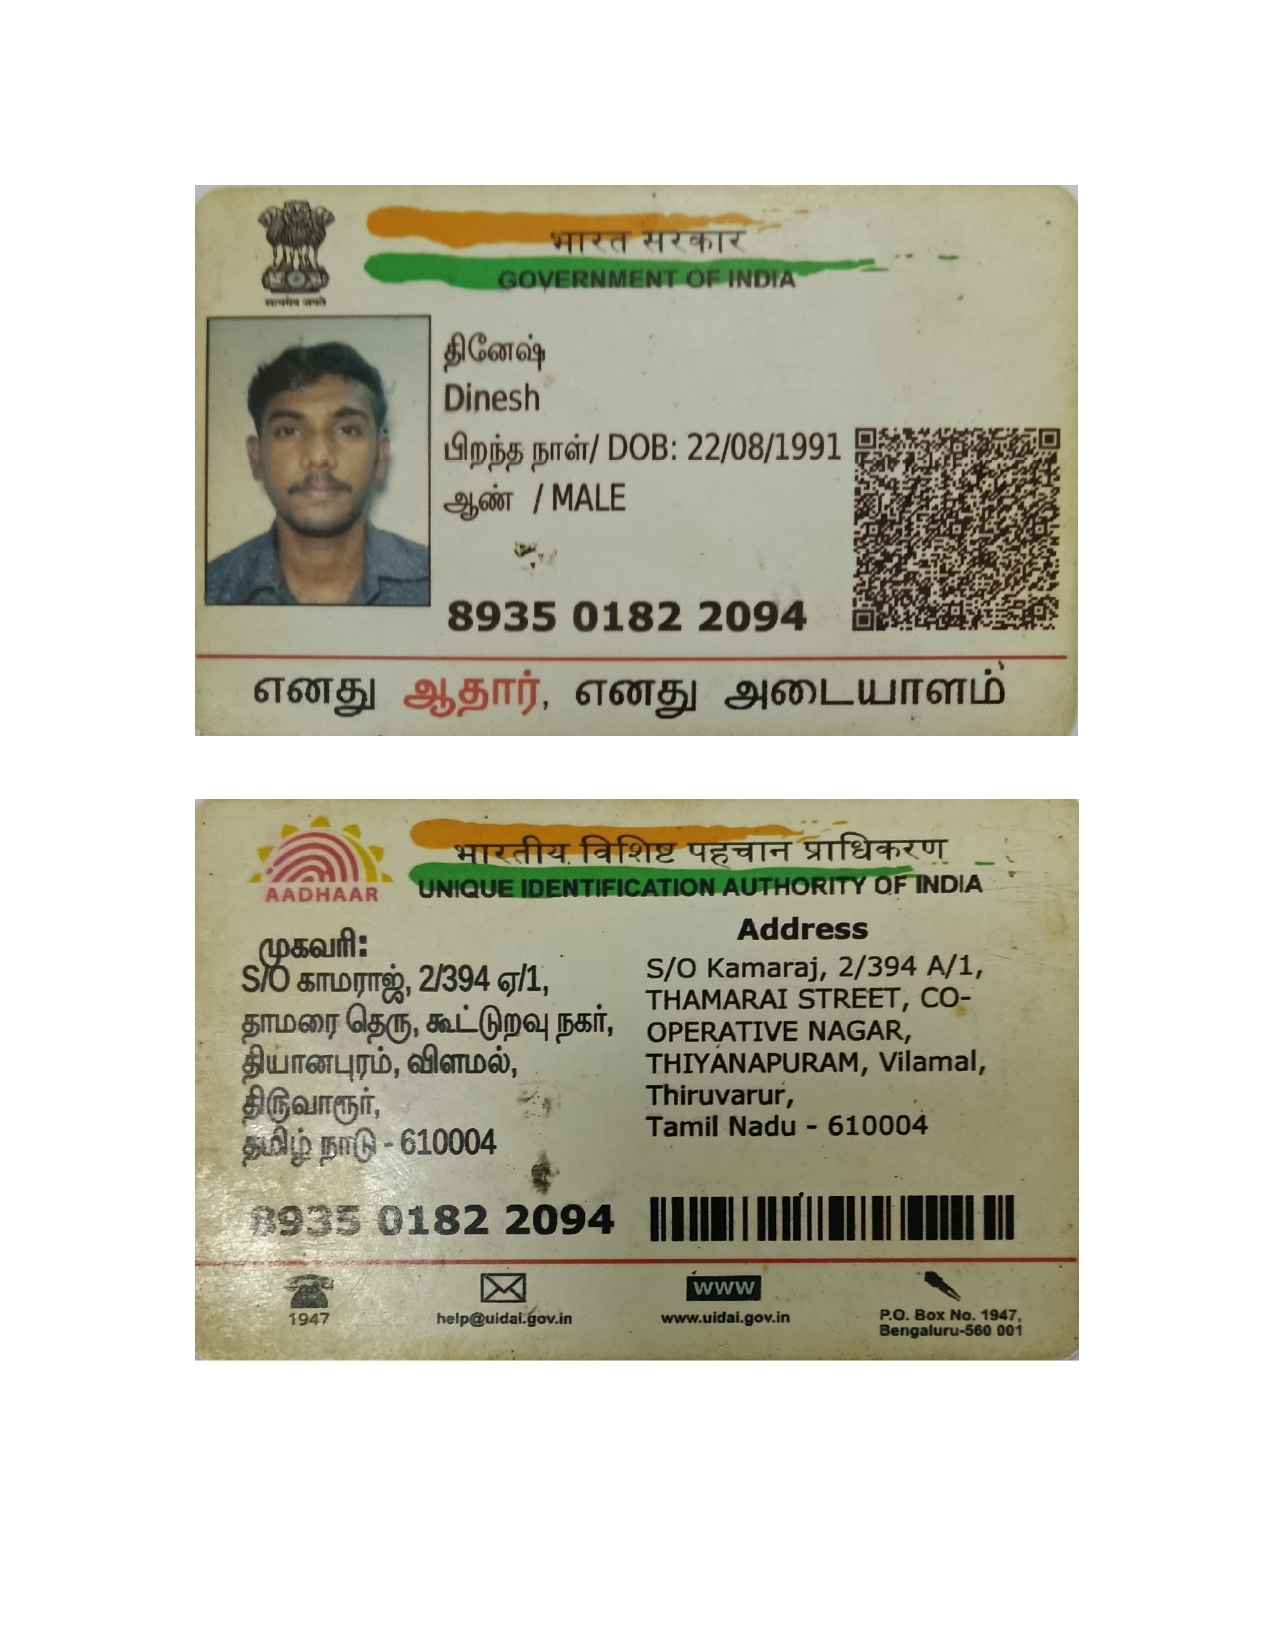 भारत सरकार
GOVERNMENT OF INDIA
सत्यमेव जयते
தினேஷ்
Dinesh
பிறந்த நாள்/ DOB: 22/08/1991
ஆண் / MALE
8935 0182 2094
எனது ஆதார், எனது அடையாளம்
भारतीय विशिष्ट पहचान प्राधिकरण
UNIQUE IDENTIFICATION AUTHORITY OF INDIA
AADHAAR
முகவரி:
S/O காமராஜ், 2/394 ஏ/1,
தாமரை தெரு, கூட்டுறவு நகர்,
தியானபுரம், விளமல்,
திருவாரூர்,
தமிழ் நாடு - 610004
Address
S/O Kamaraj, 2/394 A/1,
THAMARAI STREET, CO-
OPERATIVE NAGAR,
THIYANAPURAM, Vilamal,
Thiruvarur,
Tamil Nadu - 610004
8935 0182 2094
1947
help@uidai.gov.in
www
www.uidai.gov.in
P.O. Box No. 1947,
Bengaluru-560 001